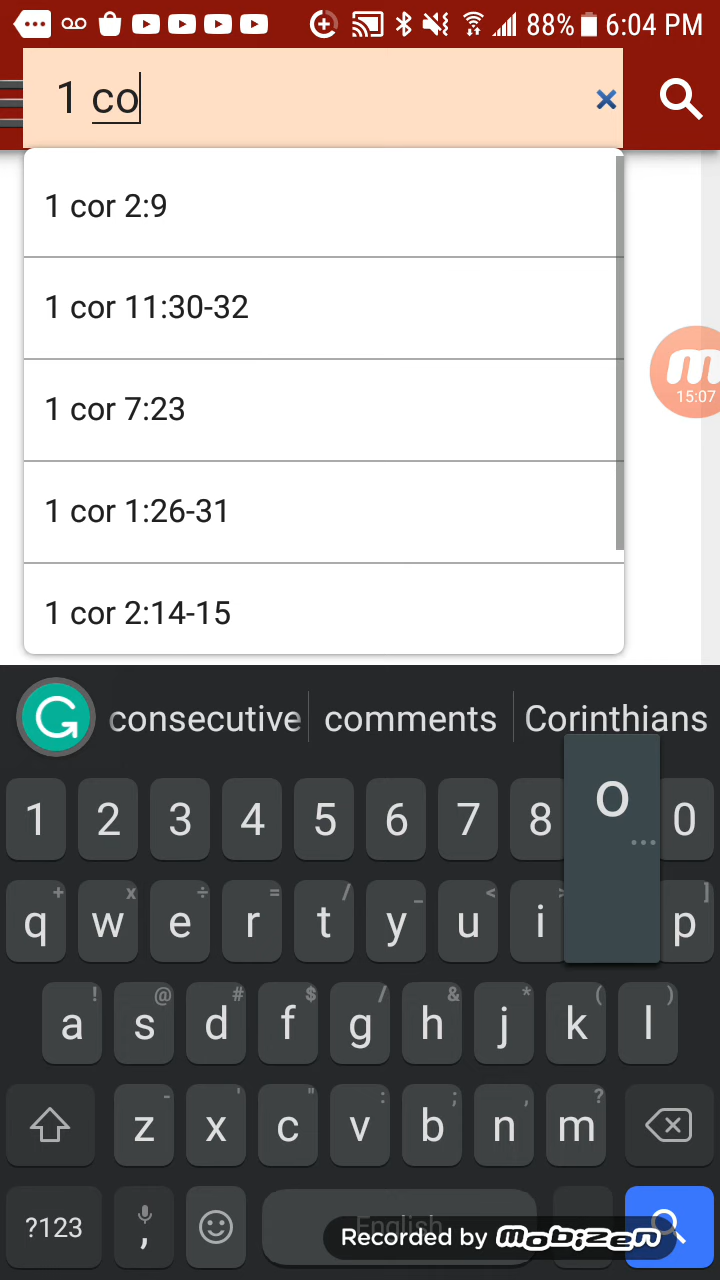 88% 6:04 PM
1 co
1 cor 2:9
1 cor 11:30-32
1 cor 7:23
1 cor 1:26-31
1 cor 2:14-15
15:07
consecutive comments Corinthians
1 2 3 4 5 6 7 8 o ... 0
q + w x e ÷ r = t / y _ u < i > p ]
a ! s @ d # f $ g / h & j * k ( l )
z - x ' c " v : b ; n , m ?
?123 , English
Recorded by mobizen